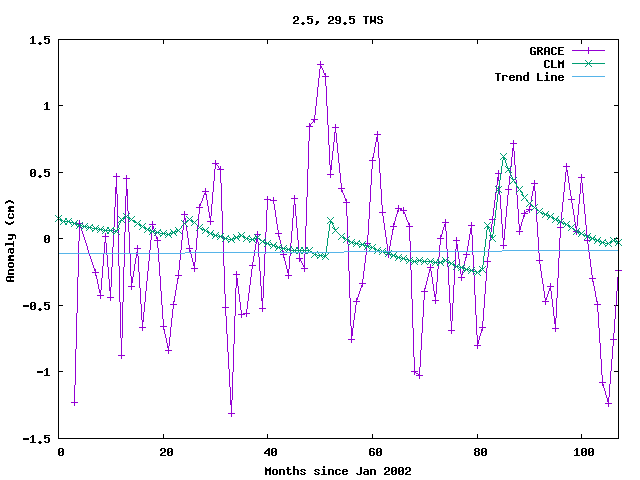 2.5, 29.5 TWS
GRACE
CLM
Trend Line
1.5
1
0.5
0
-0.5
-1
-1.5
Anomaly (cm)
0 20 40 60 80 100
Months since Jan 2002